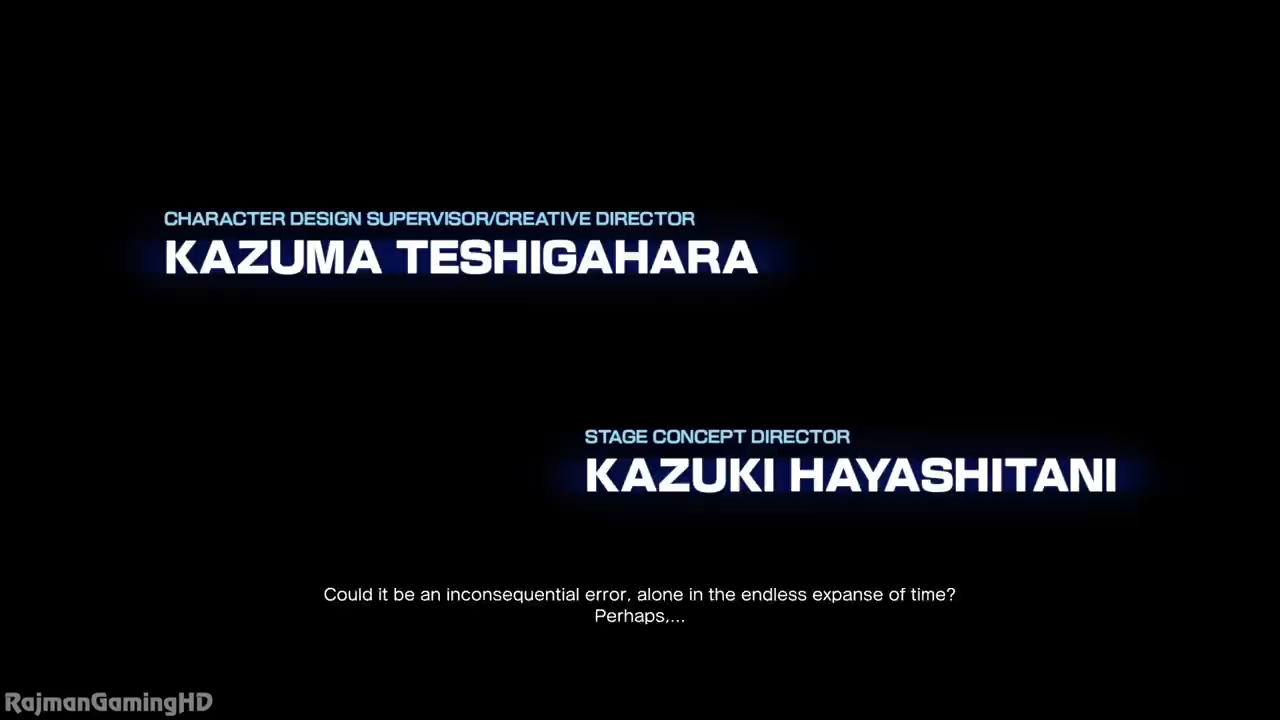 CHARACTER DESIGN SUPERVISOR/CREATIVE DIRECTOR
KAZUMA TESHIGAHARA
STAGE CONCEPT DIRECTOR
KAZUKI HAYASHITANI
Could it be an inconsequential error, alone in the endless expanse of time?
Perhaps,...
RajmanGamingHD